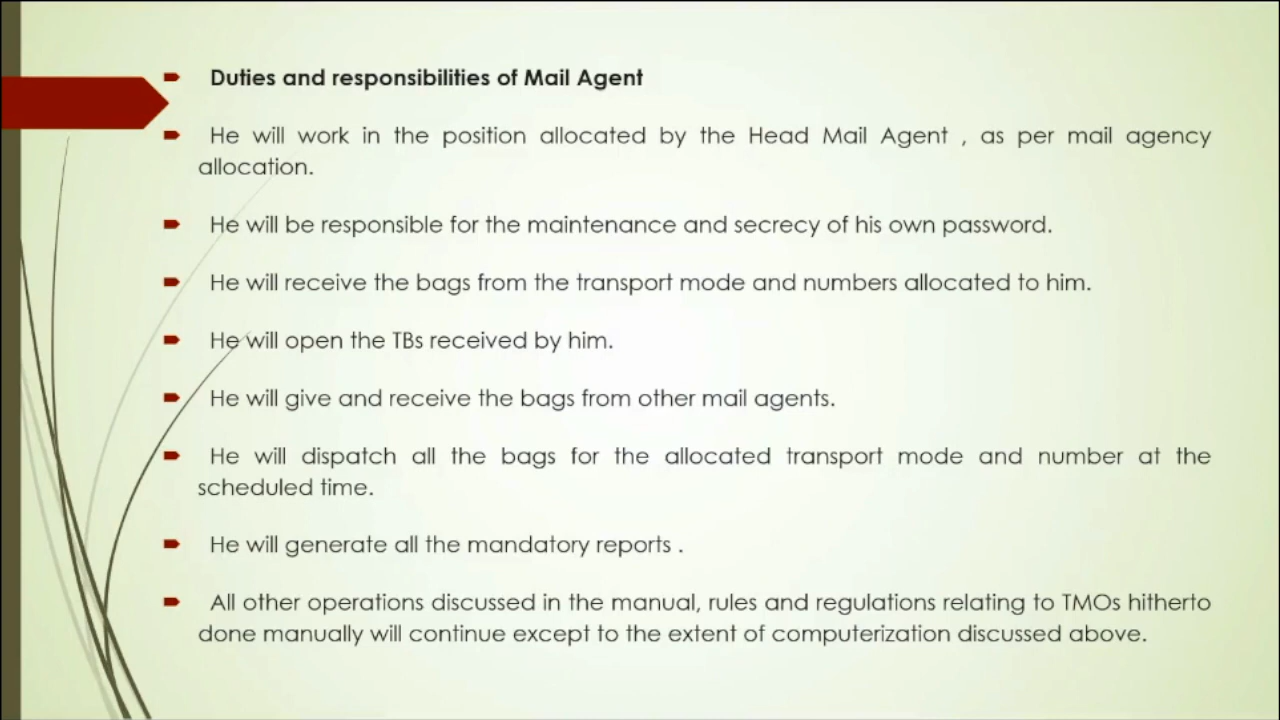 Duties and responsibilities of Mail Agent
He will work in the position allocated by the Head Mail Agent , as per mail agency
allocation.
He will be responsible for the maintenance and secrecy of his own password.
He will receive the bags from the transport mode and numbers allocated to him.
He will open the TBs received by him.
He will give and receive the bags from other mail agents.
He will dispatch all the bags for the allocated transport mode and number at the
scheduled time.
He will generate all the mandatory reports .
All other operations discussed in the manual, rules and regulations relating to TMOs hitherto
done manually will continue except to the extent of computerization discussed above.